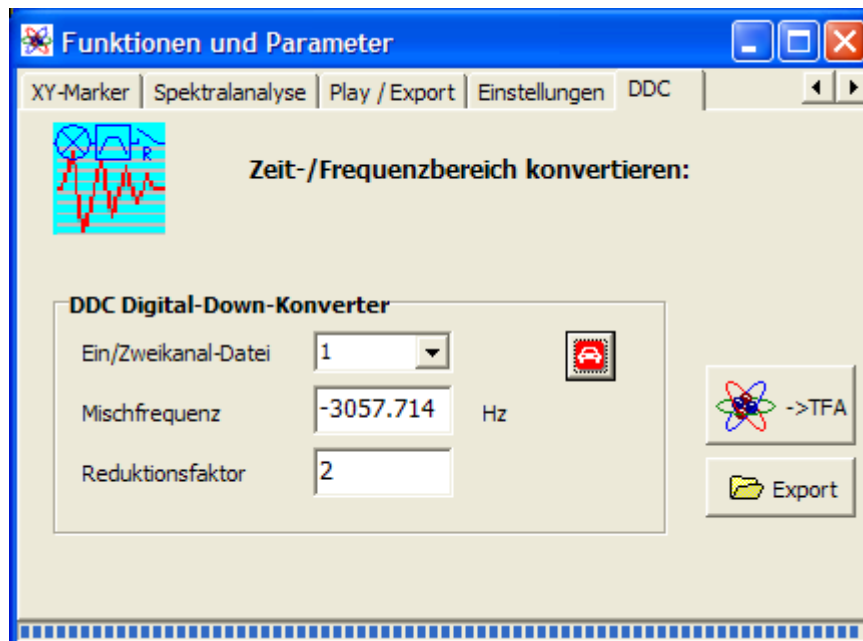 Funktionen und Parameter
XY-Marker Spektralanalyse Play / Export Einstellungen DDC
R
Zeit-/Frequenzbereich konvertieren:
DDC Digital-Down-Konverter
Ein/Zweikanal-Datei 1
Mischfrequenz -3057.714 Hz
->TFA
Reduktionsfaktor 2
Export